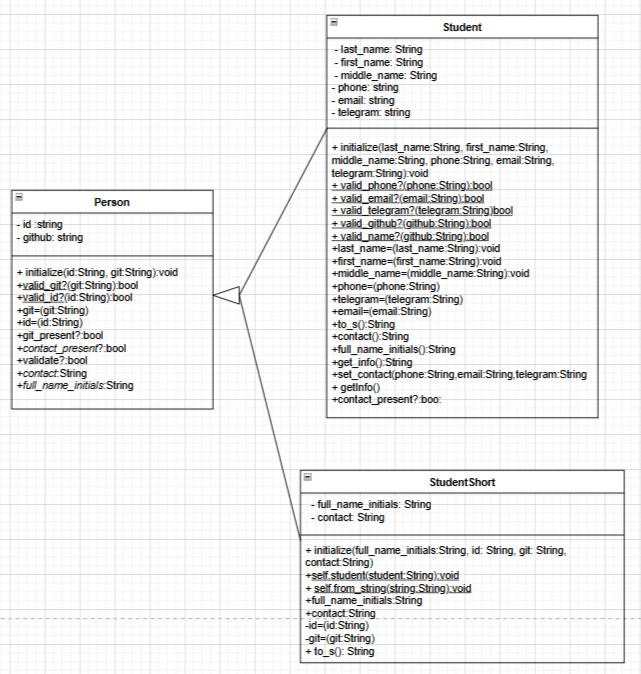 Student
- last_name: String
- first_name: String
- middle_name: String
- phone: string
- email: string
- telegram: string
+ initialize(last_name:String, first_name:String,
middle_name:String, phone:String, email:String,
telegram:String):void
+ valid_phone?(phone:String):bool
+ valid_email?(email:String):bool
+ valid_telegram?(telegram:String)bool
+ valid_github?(github:String):bool
+ valid_name?(github:String):bool
+last_name=(last_name:String):void
+first_name=(first_name:String):void
+middle_name=(middle_name:String):void
+phone=(phone:String)
+telegram=(telegram:String)
+email=(email:String)
+to_s():String
+contact():String
+full_name_initials():String
+get_info():String
+set_contact(phone:String,email:String,telegram:String
+ getInfo()
+contact_present?:boo:
Person
- id :string
- github: string
+ initialize(id:String, git:String):void
+valid_git?(git:String):bool
+valid_id?(id:String):bool
+git=(git:String)
+id=(id:String)
+git_present?:bool
+contact_present?:bool
+validate?:bool
+contact:String
+full_name_initials:String
StudentShort
- full_name_initials: String
- contact: String
+ initialize(full_name_initials:String, id: String, git: String,
contact:String)
+self.student(student:String):void
+ self.from_string(string:String):void
+full_name_initials:String
+contact:String
-id=(id:String)
-git=(git:String)
+ to_s(): String